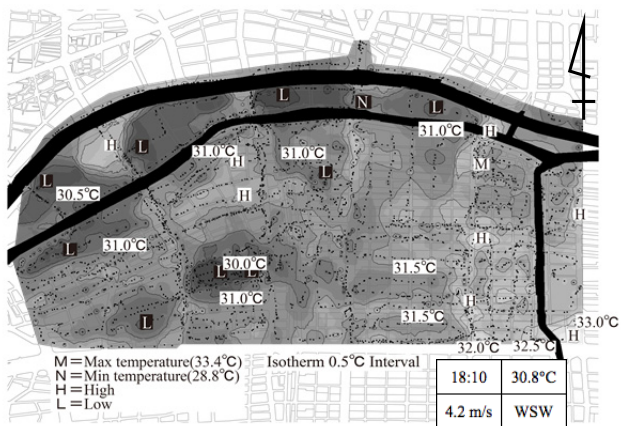 L
N
L
31.0℃
H
H
L
31.0℃
H
31.0℃
M
L
L
30.5℃
H
H
H
L
31.0℃
30.0℃
L
L
31.5℃
31.0℃
H
L
31.5℃
33.0℃
H
32.0℃
32.5℃
M=Max temperature(33.4℃)
Isotherm 0.5℃ Interval
N=Min temperature(28.8℃)
H=High
L=Low
18:10
30.8°C
4.2 m/s
WSW